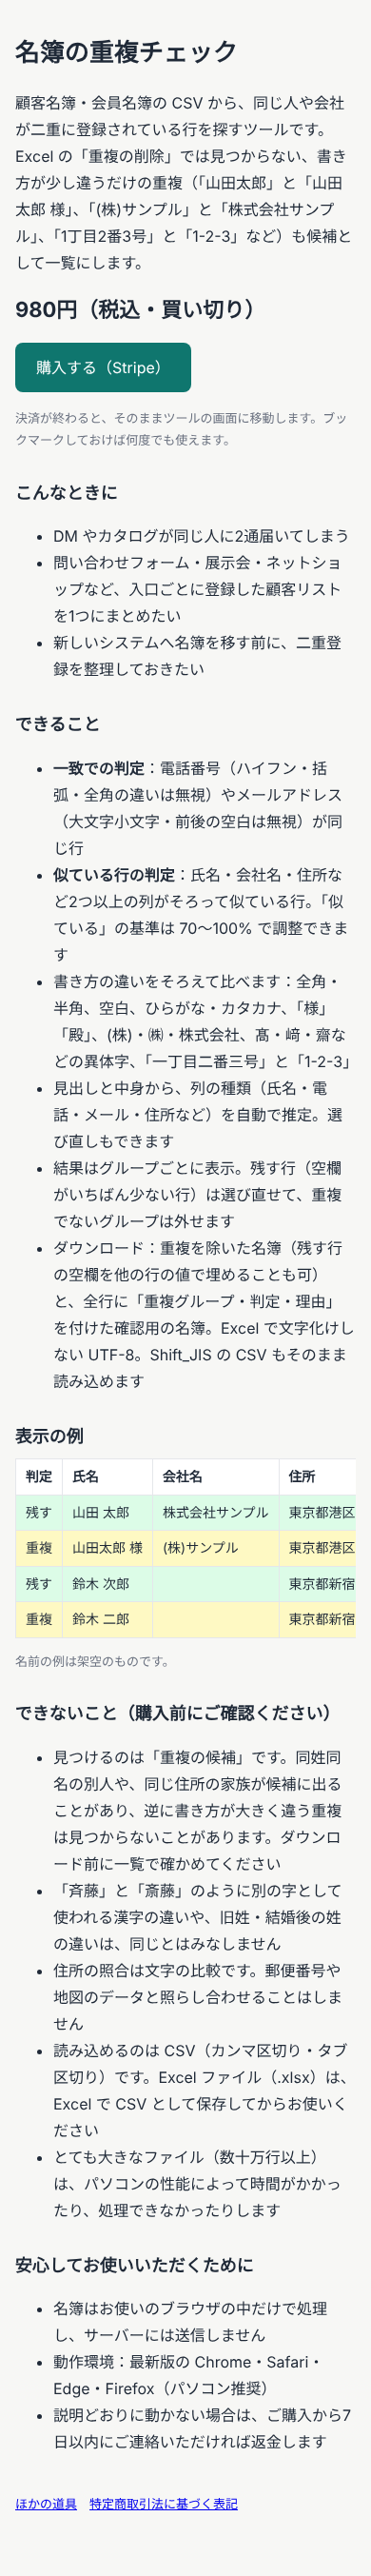 名簿の重複チェック
顧客名簿・会員名簿の CSV から、同じ人や会社
が二重に登録されている行を探すツールです。
Excel の「重複の削除」では見つからない、書き
方が少し違うだけの重複（「山田太郎」と「山田
太郎 様」、「(株)サンプル」と「株式会社サンプ
ル」、「1丁目2番3号」と「1-2-3」など）も候補と
して一覧にします。
980円（税込・買い切り）
購入する（Stripe）
決済が終わると、そのままツールの画面に移動します。ブッ
クマークしておけば何度でも使えます。
こんなときに
• DM やカタログが同じ人に2通届いてしまう
• 問い合わせフォーム・展示会・ネットショ
ップなど、入口ごとに登録した顧客リスト
を1つにまとめたい
• 新しいシステムへ名簿を移す前に、二重登
録を整理しておきたい
できること
• 一致での判定：電話番号（ハイフン・括
弧・全角の違いは無視）やメールアドレス
（大文字小文字・前後の空白は無視）が同
じ行
• 似ている行の判定：氏名・会社名・住所な
ど2つ以上の列がそろって似ている行。「似
ている」の基準は 70〜100% で調整できま
す
• 書き方の違いをそろえて比べます：全角・
半角、空白、ひらがな・カタカナ、「様」
「殿」、(株)・㈱・株式会社、髙・﨑・齋な
どの異体字、「一丁目二番三号」と「1-2-3」
• 見出しと中身から、列の種類（氏名・電
話・メール・住所など）を自動で推定。選
び直しもできます
• 結果はグループごとに表示。残す行（空欄
がいちばん少ない行）は選び直せて、重複
でないグループは外せます
• ダウンロード：重複を除いた名簿（残す行
の空欄を他の行の値で埋めることも可）
と、全行に「重複グループ・判定・理由」
を付けた確認用の名簿。Excel で文字化けし
ない UTF-8。Shift_JIS の CSV もそのまま
読み込めます
表示の例
判定 氏名 会社名 住所
残す 山田 太郎 株式会社サンプル 東京都港区
重複 山田太郎 様 (株)サンプル 東京都港区
残す 鈴木 次郎 東京都新宿
重複 鈴木 二郎 東京都新宿
名前の例は架空のものです。
できないこと（購入前にご確認ください）
• 見つけるのは「重複の候補」です。同姓同
名の別人や、同じ住所の家族が候補に出る
ことがあり、逆に書き方が大きく違う重複
は見つからないことがあります。ダウンロ
ード前に一覧で確かめてください
• 「斉藤」と「斎藤」のように別の字として
使われる漢字の違いや、旧姓・結婚後の姓
の違いは、同じとはみなしません
• 住所の照合は文字の比較です。郵便番号や
地図のデータと照らし合わせることはしま
せん
• 読み込めるのは CSV（カンマ区切り・タブ
区切り）です。Excel ファイル（.xlsx）は、
Excel で CSV として保存してからお使いく
ださい
• とても大きなファイル（数十万行以上）
は、パソコンの性能によって時間がかかっ
たり、処理できなかったりします
安心してお使いいただくために
• 名簿はお使いのブラウザの中だけで処理
し、サーバーには送信しません
• 動作環境：最新版の Chrome・Safari・
Edge・Firefox（パソコン推奨）
• 説明どおりに動かない場合は、ご購入から7
日以内にご連絡いただければ返金します
ほかの道具 特定商取引法に基づく表記